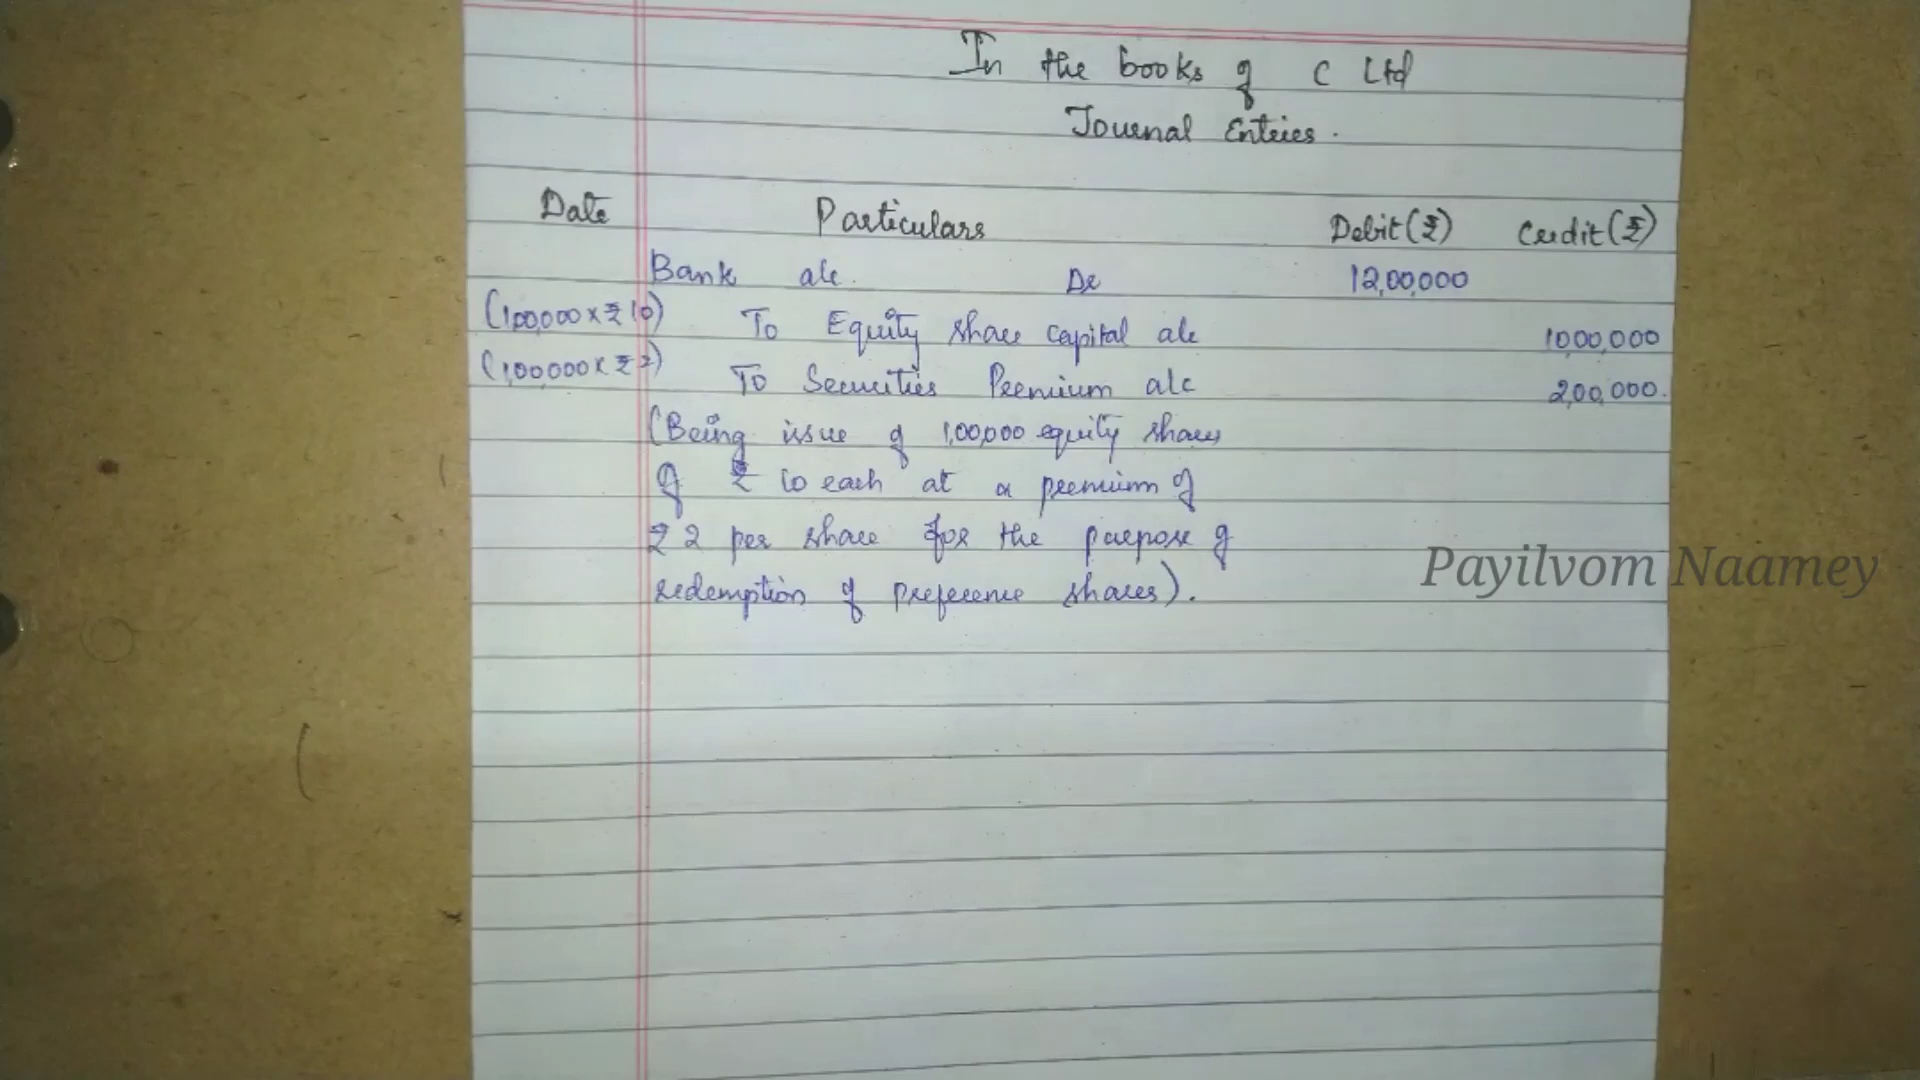 In the books of C Ltd
Journal Entries.
Date Particulars Debit(₹) Credit(₹)
Bank a/c. Dr 12,00,000
(1,00,000 x ₹ 10) To Equity share capital a/c 10,00,000
(1,00,000 x ₹ 2) To Securities Premium a/c 2,00,000.
(Being issue of 1,00,000 equity shares
of ₹ 10 each at a premium of
₹ 2 per share for the purpose of
redemption of preference shares).
Payilvom Naamey